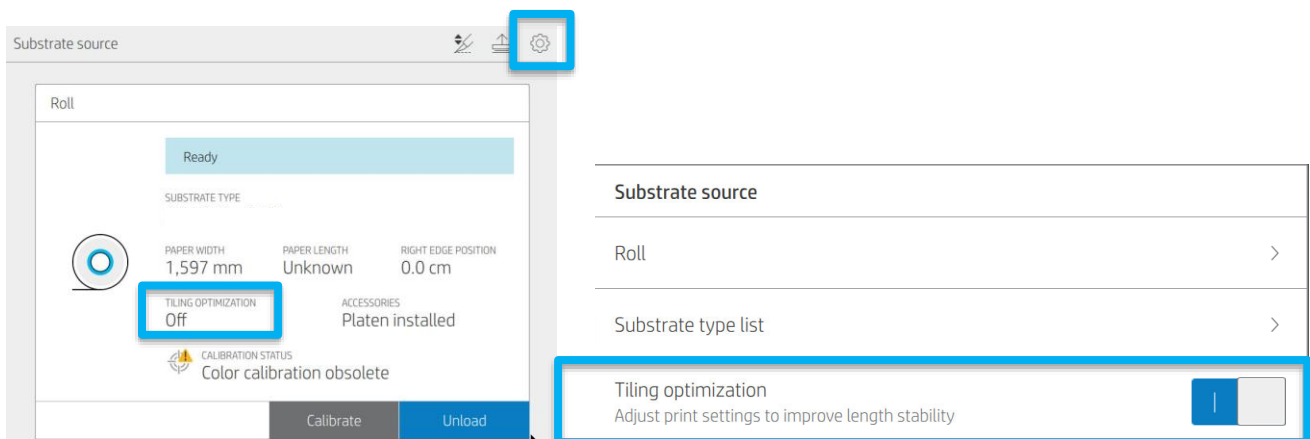 Substrate source
Roll
Ready
SUBSTRATE TYPE
PAPER WIDTH PAPER LENGTH RIGHT EDGE POSITION
1,597 mm Unknown 0.0 cm
TILING OPTIMIZATION ACCESSORIES
Off Platen installed
CALIBRATION STATUS
Color calibration obsolete
Calibrate Unload
Substrate source
Roll
Substrate type list
Tiling optimization
Adjust print settings to improve length stability